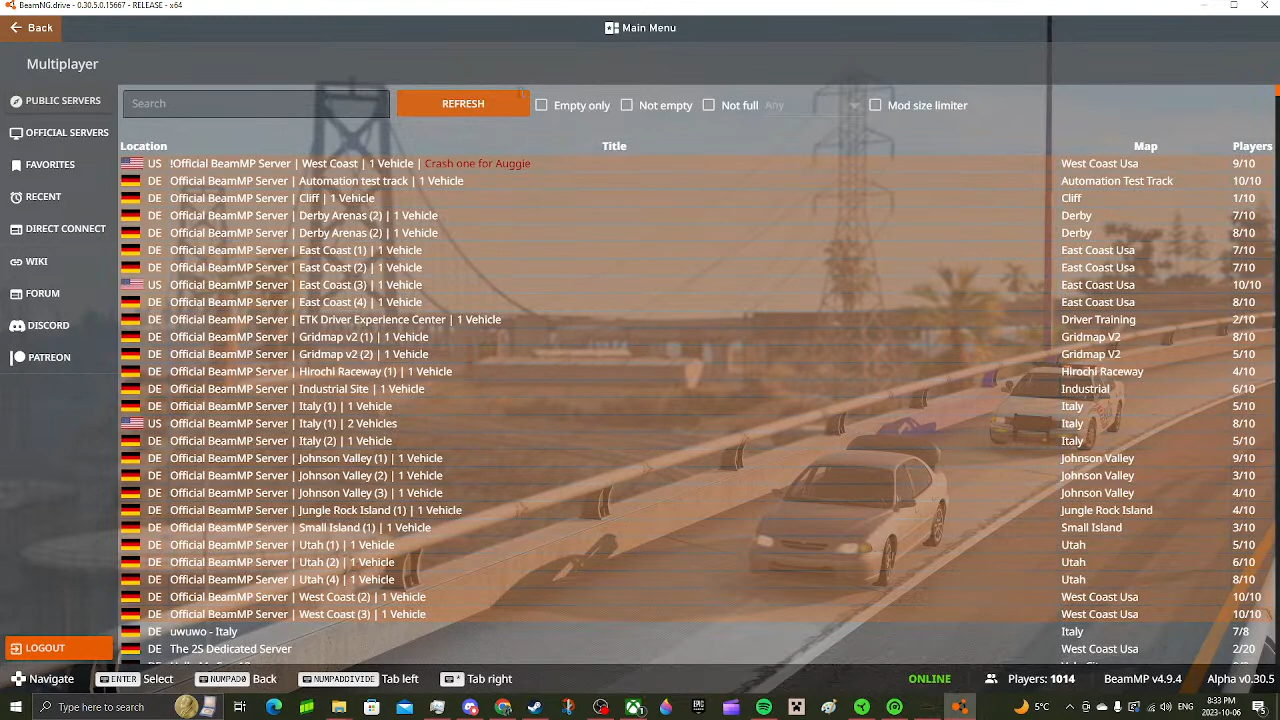 BeamNG.drive - 0.30.5.0.15667 - RELEASE - x64
Back
Main Menu
Multiplayer
PUBLIC SERVERS
OFFICIAL SERVERS
FAVORITES
RECENT
DIRECT CONNECT
WIKI
FORUM
DISCORD
PATREON
LOGOUT
Search REFRESH Empty only Not empty Not full Any Mod size limiter
Location Title Map Players
US !Official BeamMP Server | West Coast | 1 Vehicle | Crash one for Auggie West Coast Usa 9/10
DE Official BeamMP Server | Automation test track | 1 Vehicle Automation Test Track 10/10
DE Official BeamMP Server | Cliff | 1 Vehicle Cliff 1/10
DE Official BeamMP Server | Derby Arenas (2) | 1 Vehicle Derby 7/10
DE Official BeamMP Server | Derby Arenas (2) | 1 Vehicle Derby 8/10
DE Official BeamMP Server | East Coast (1) | 1 Vehicle East Coast Usa 7/10
DE Official BeamMP Server | East Coast (2) | 1 Vehicle East Coast Usa 7/10
US Official BeamMP Server | East Coast (3) | 1 Vehicle East Coast Usa 10/10
DE Official BeamMP Server | East Coast (4) | 1 Vehicle East Coast Usa 8/10
DE Official BeamMP Server | ETK Driver Experience Center | 1 Vehicle Driver Training 2/10
DE Official BeamMP Server | Gridmap v2 (1) | 1 Vehicle Gridmap V2 8/10
DE Official BeamMP Server | Gridmap v2 (2) | 1 Vehicle Gridmap V2 5/10
DE Official BeamMP Server | Hirochi Raceway (1) | 1 Vehicle Hirochi Raceway 4/10
DE Official BeamMP Server | Industrial Site | 1 Vehicle Industrial 6/10
DE Official BeamMP Server | Italy (1) | 1 Vehicle Italy 5/10
US Official BeamMP Server | Italy (1) | 2 Vehicles Italy 8/10
DE Official BeamMP Server | Italy (2) | 1 Vehicle Italy 5/10
DE Official BeamMP Server | Johnson Valley (1) | 1 Vehicle Johnson Valley 9/10
DE Official BeamMP Server | Johnson Valley (2) | 1 Vehicle Johnson Valley 3/10
DE Official BeamMP Server | Johnson Valley (3) | 1 Vehicle Johnson Valley 4/10
DE Official BeamMP Server | Jungle Rock Island (1) | 1 Vehicle Jungle Rock Island 4/10
DE Official BeamMP Server | Small Island (1) | 1 Vehicle Small Island 3/10
DE Official BeamMP Server | Utah (1) | 1 Vehicle Utah 5/10
DE Official BeamMP Server | Utah (2) | 1 Vehicle Utah 6/10
DE Official BeamMP Server | Utah (4) | 1 Vehicle Utah 8/10
DE Official BeamMP Server | West Coast (2) | 1 Vehicle West Coast Usa 10/10
DE Official BeamMP Server | West Coast (3) | 1 Vehicle West Coast Usa 10/10
DE uwuwo - Italy Italy 7/8
DE The 2S Dedicated Server West Coast Usa 2/20
Navigate ENTER Select NUMPAD0 Back NUMPADDIVIDE Tab left * Tab right ONLINE Players: 1014 BeamMP v4.9.4 Alpha v0.30.5
Type here to search 5°C ENG 8:33 PM
2023-10-06